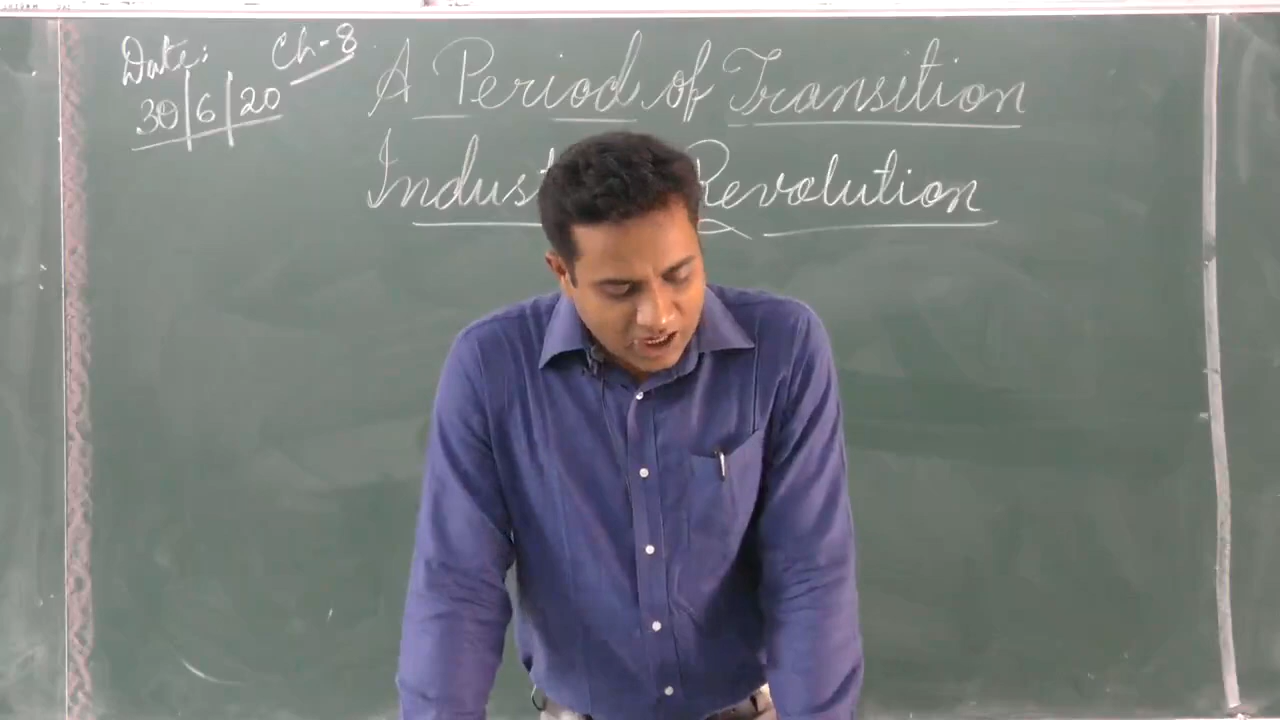 Date: Ch-8
30|6|20
A Period of Transition
Indust Revolution